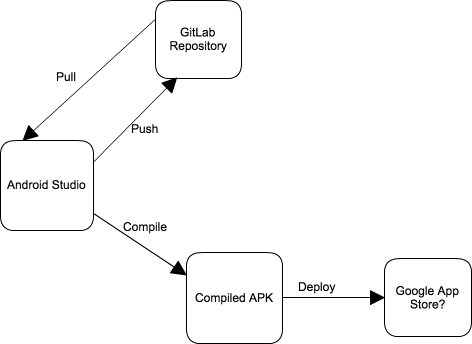 GitLab
Repository
Pull
Push
Android Studio
Compile
Compiled APK
Deploy
Google App
Store?